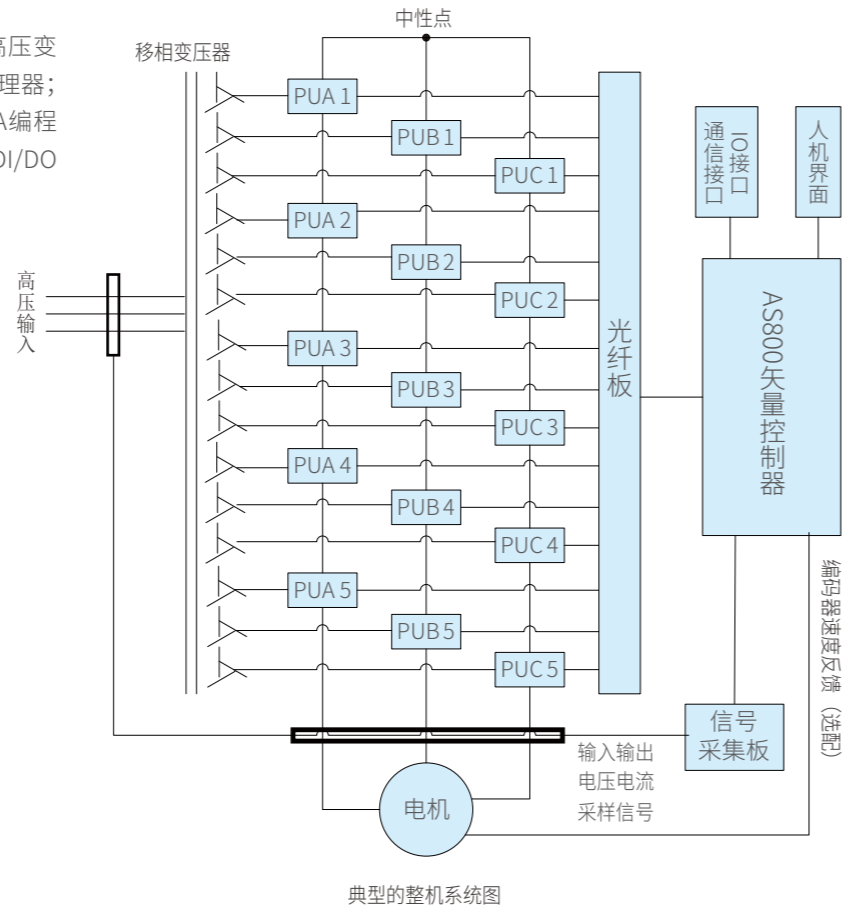 高压变
理器；
A编程
DI/DO
中性点
移相变压器
高压输入
PUA 1
PUB 1
PUC 1
PUA 2
PUB 2
PUC 2
PUA 3
PUB 3
PUC 3
PUA 4
PUB 4
PUC 4
PUA 5
PUB 5
PUC 5
光纤板
IO接口
通信接口
人机界面
AS800矢量控制器
编码器速度反馈（选配）
信号
采集板
输入输出
电压电流
采样信号
电机
典型的整机系统图